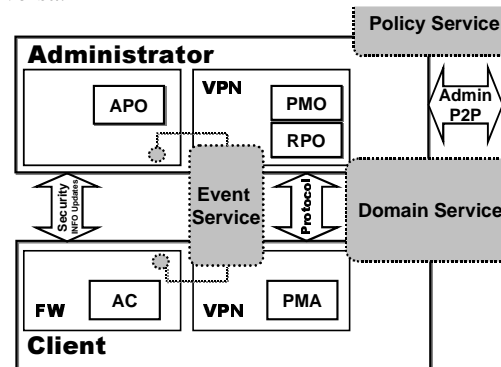 Policy Service
Administrator
APO
VPN
PMO
RPO
Admin
P2P
Security
INFO Updates
Event
Service
Protocol
Domain Service
FW
AC
VPN
PMA
Client